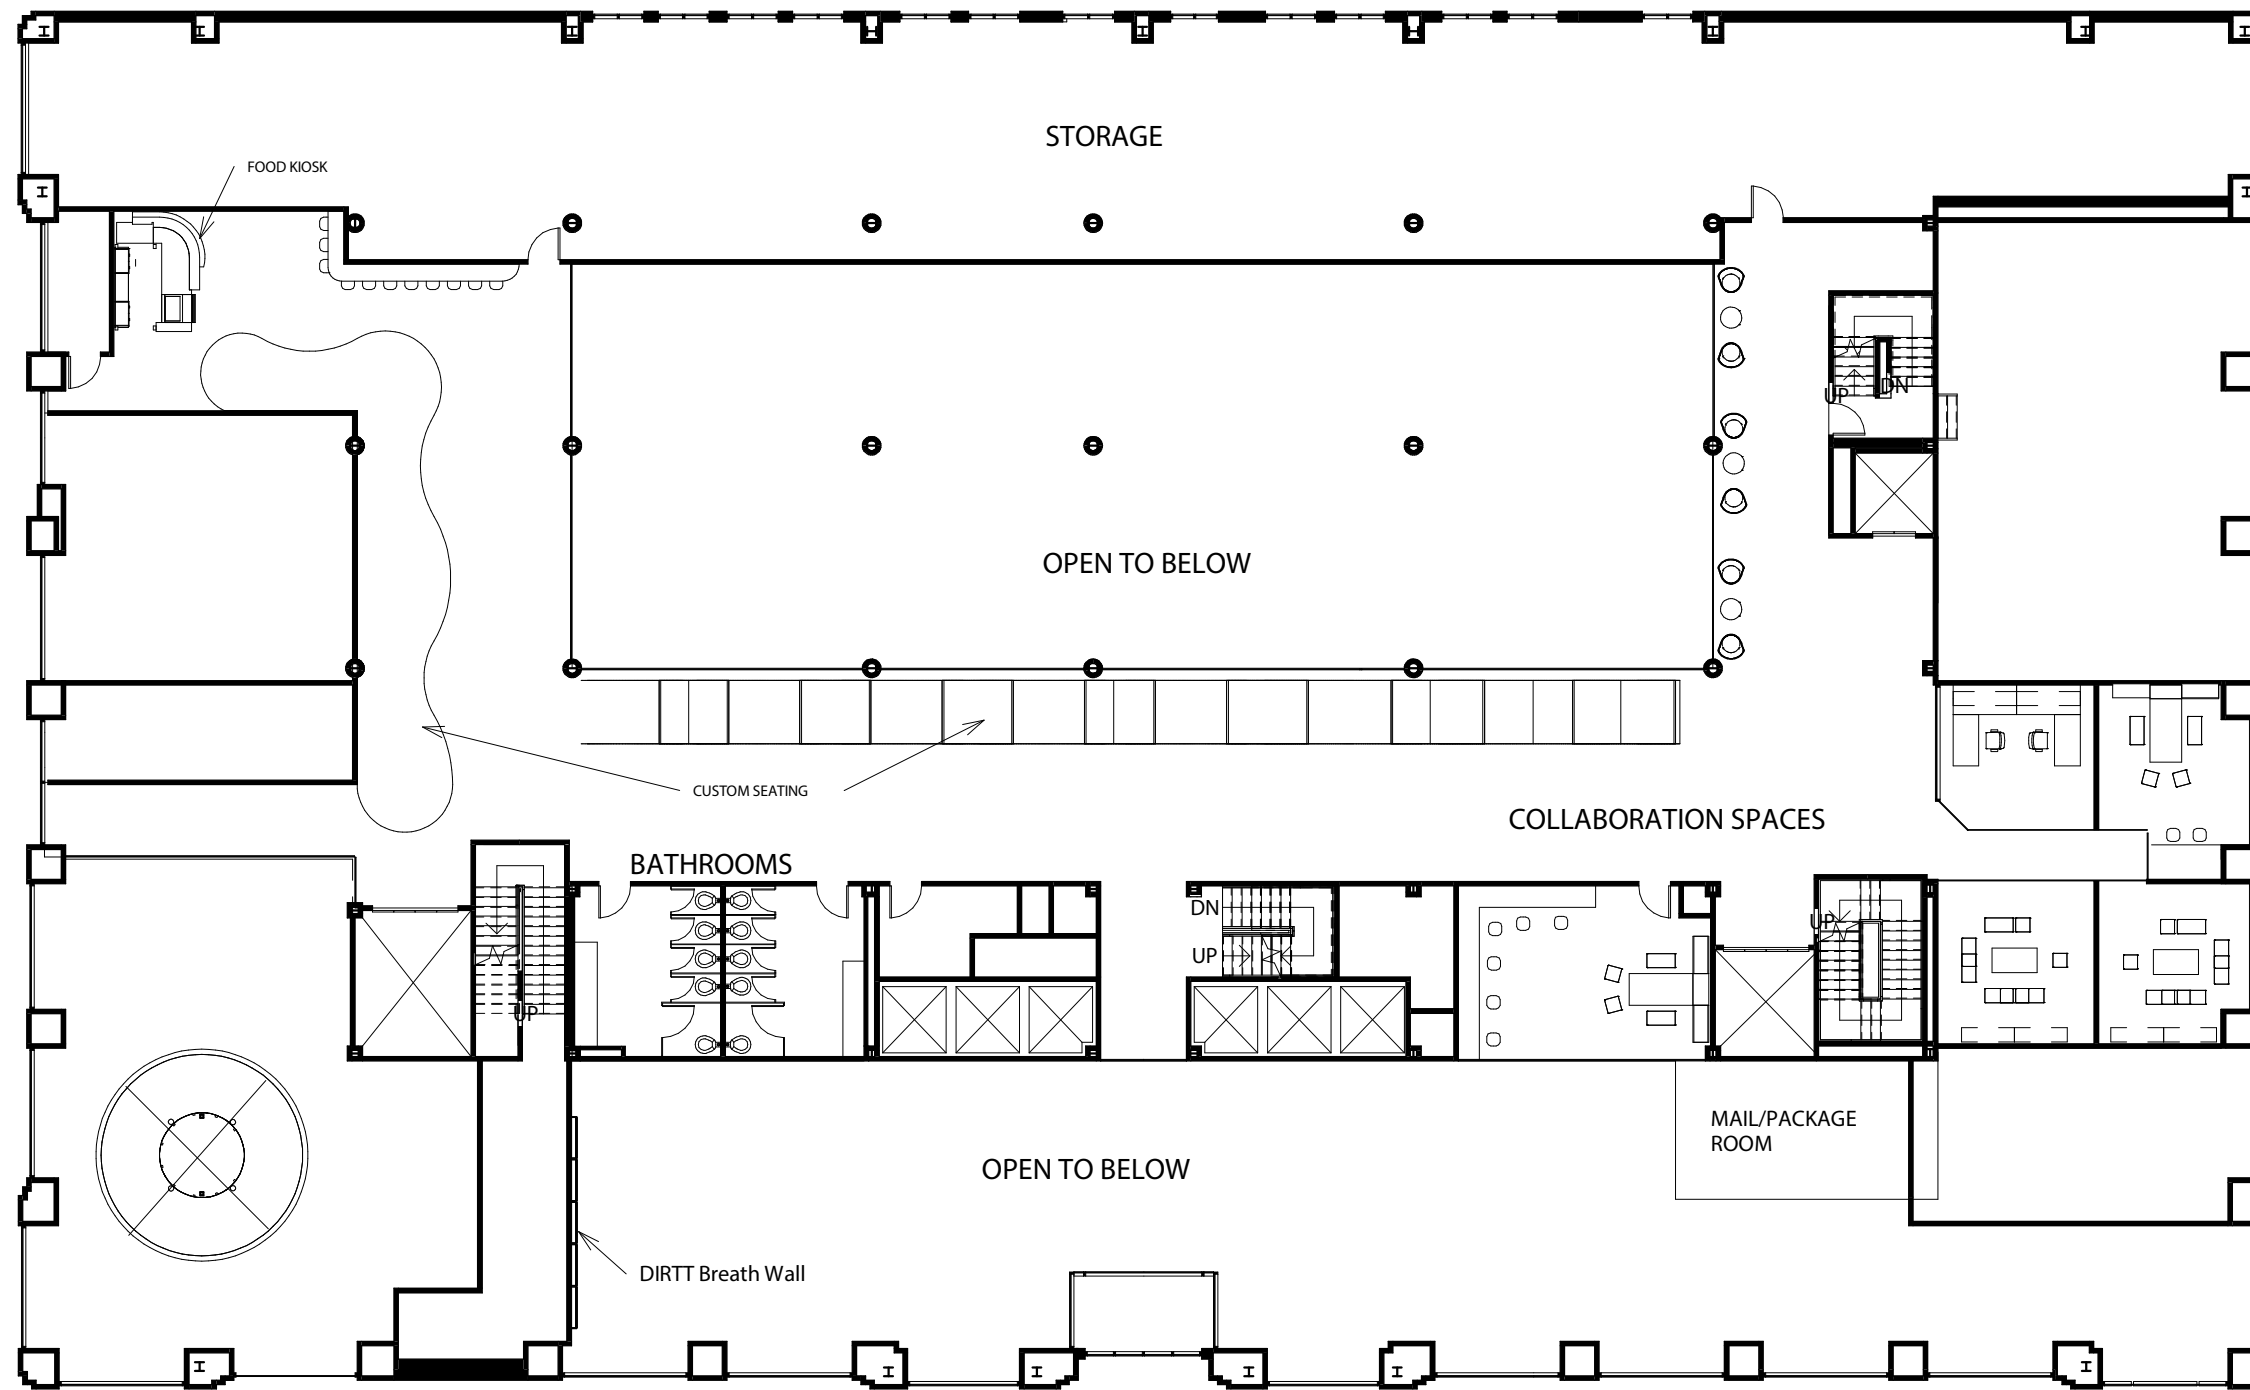 STORAGE
FOOD KIOSK
UP
DN
OPEN TO BELOW
CUSTOM SEATING
COLLABORATION SPACES
BATHROOMS
DN
UP
UP
UP
MAIL/PACKAGE
ROOM
OPEN TO BELOW
DIRTT Breath Wall